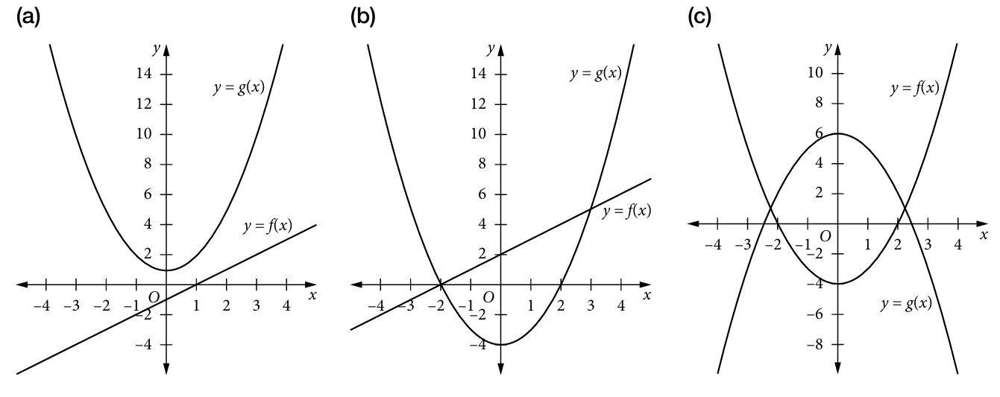 (a)
y
14
y = g(x)
12
10
8
6
4
y = f(x)
2
O
–4 –3 –2 –1 1 2 3 4 x
–2
–4
(b)
y
14
y = g(x)
12
10
8
6
4
y = f(x)
2
O
–4 –3 –2 –1 1 2 3 4 x
–2
–4
(c)
y
10
y = f(x)
8
6
4
2
O
–4 –3 –2 –1 1 2 3 4 x
–2
–4
y = g(x)
–6
–8